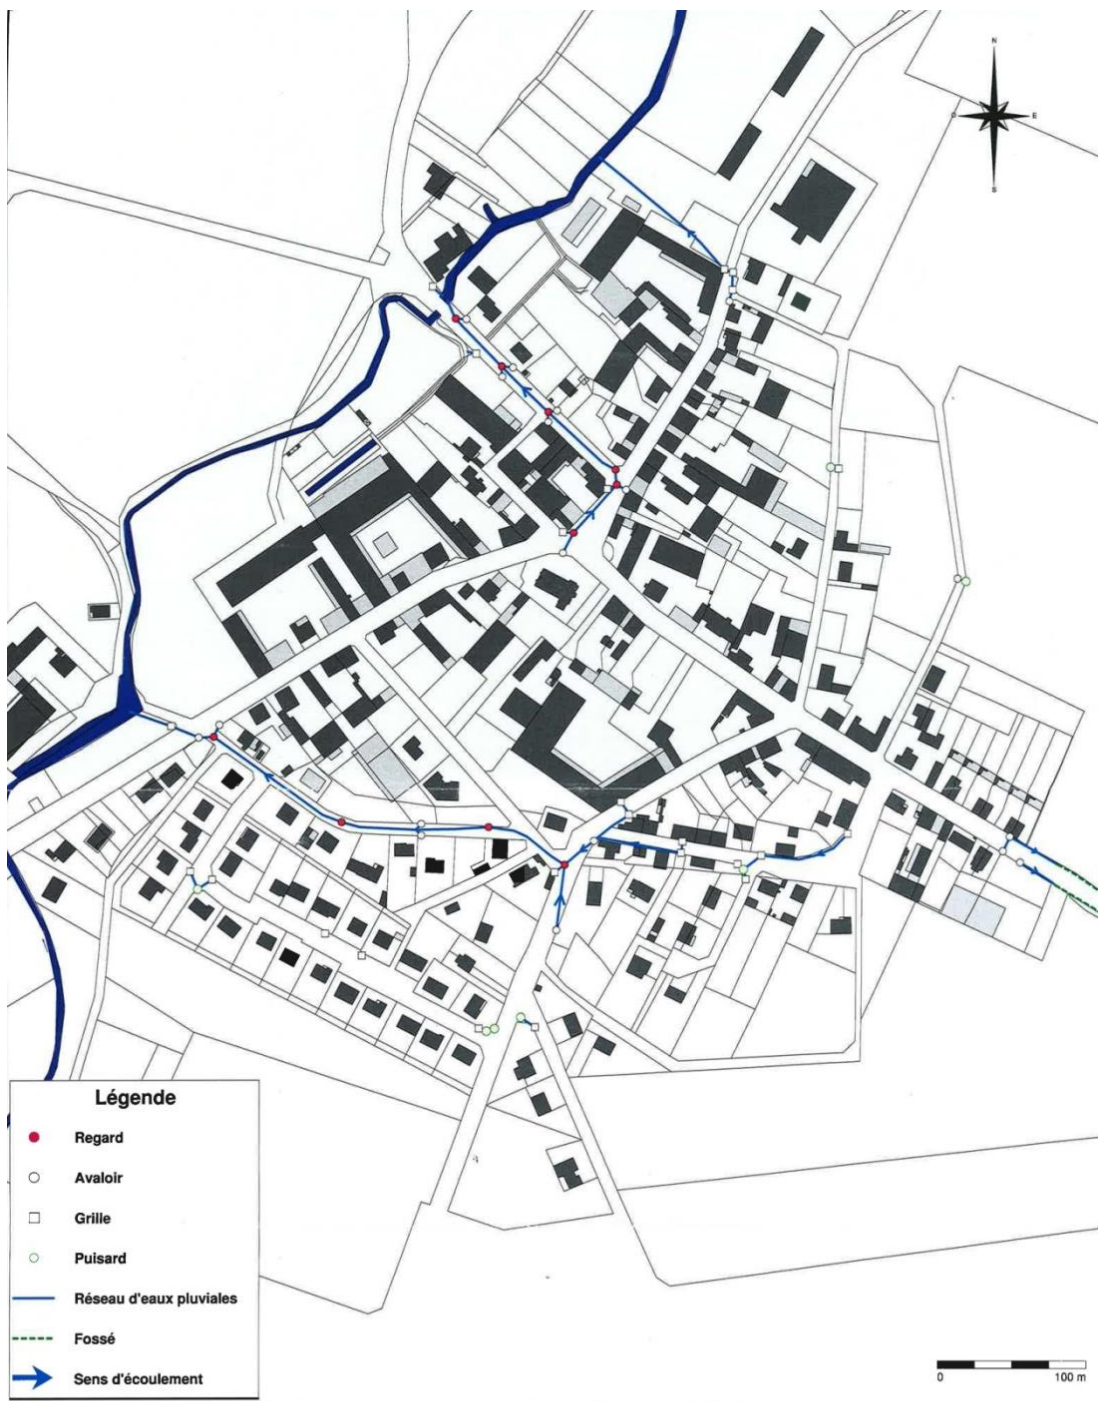 N
O
E
S
Légende
Regard
Avaloir
Grille
Puisard
Réseau d'eaux pluviales
Fossé
Sens d'écoulement
0 100 m